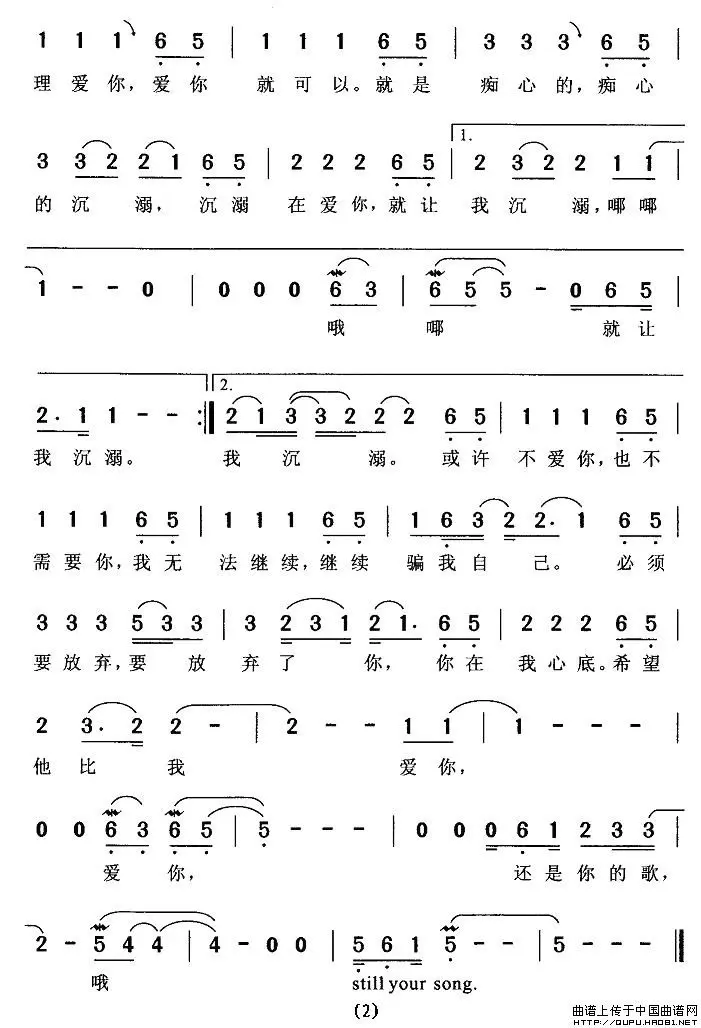 1 1 1 6 5 | 1 1 1 6 5 | 3 3 3 6 5 |
理爱你,爱你 就可以。就是 痴心的,痴心
1.
3 3 2 2 1 6 5 | 2 2 2 6 5 | 2 3 2 2 1 1
的沉溺,沉溺 在爱你,就让 我沉溺,唧唧
1 - - 0 | 0 0 0 6 3 | 6 5 5 - 0 6 5 |
哦 唧 就让
2.
2· 1 1 - - :‖ 2 1 3 3 2 2 2 6 5 | 1 1 1 6 5 |
我沉溺。 我沉溺。或许 不爱你,也不
1 1 1 6 5 | 1 1 1 6 5 | 1 6 3 2 2· 1 6 5 |
需要你,我无 法继续,继续 骗我自己。必须
3 3 3 5 3 3 | 3 2 3 1 2 1· 6 5 | 2 2 2 6 5 |
要放弃,要放 弃了你,你在 我心底。希望
2 3· 2 2 - | 2 - - 1 1 | 1 - - - |
他比我 爱你,
0 0 6 3 6 5 | 5 - - - | 0 0 0 6 1 2 3 3
爱你, 还是你的歌,
2 - 5 4 4 | 4 - 0 0 | 5 6 1 5 - - | 5 - - - ‖
哦 still your song.
(2)
曲谱上传于中国曲谱网
http://QUPU.HAO81.NET